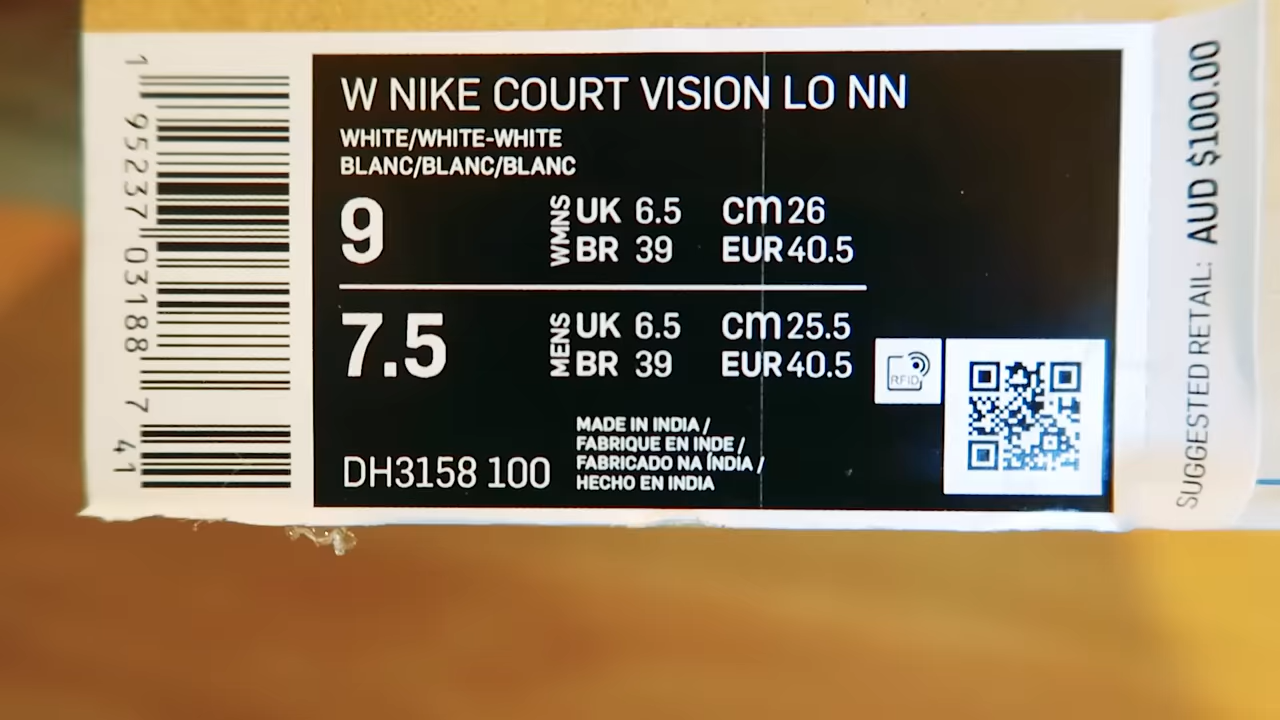 W NIKE COURT VISION LO NN
WHITE/WHITE-WHITE
BLANC/BLANC/BLANC
9
WMNS
UK 6.5 cm 26
BR 39 EUR 40.5
7.5
MENS
UK 6.5 cm 25.5
BR 39 EUR 40.5
RFID
MADE IN INDIA /
FABRIQUE EN INDE /
FABRICADO NA ÍNDIA /
HECHO EN INDIA
DH3158 100
1 95237 03188 7 41
SUGGESTED RETAIL: AUD $100.00